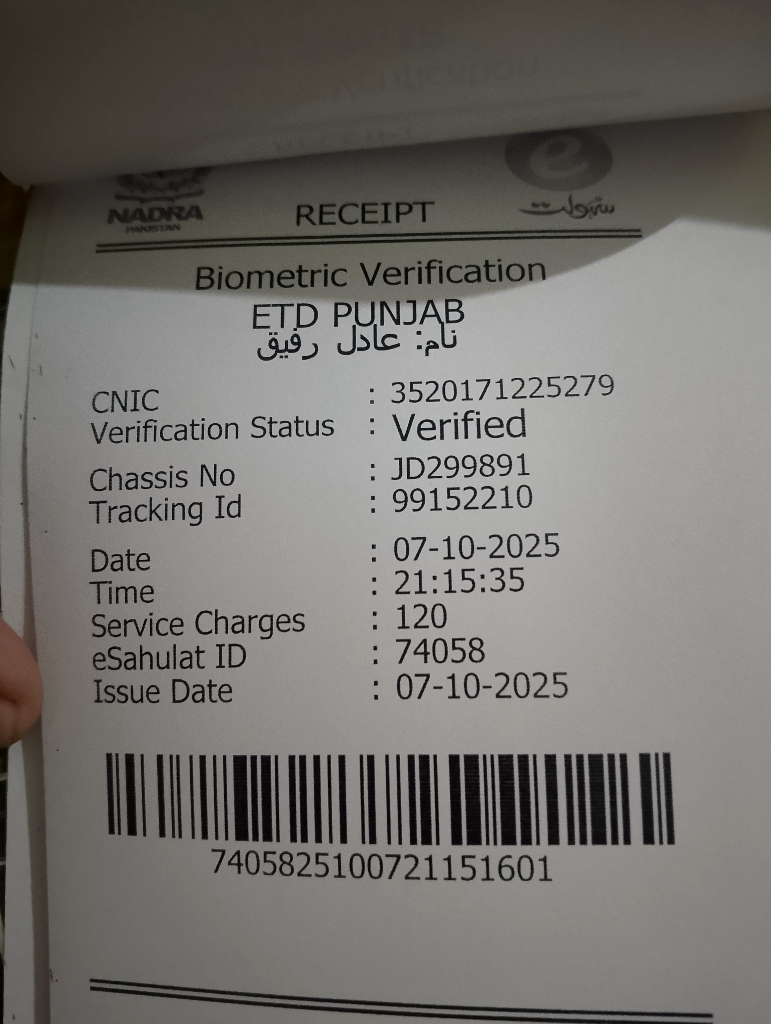 NADRA
PAKISTAN
RECEIPT
e
سہولت
Biometric Verification
ETD PUNJAB
نام: عادل رفیق
CNIC : 3520171225279
Verification Status : Verified
Chassis No : JD299891
Tracking Id : 99152210
Date : 07-10-2025
Time : 21:15:35
Service Charges : 120
eSahulat ID : 74058
Issue Date : 07-10-2025
7405825100721151601